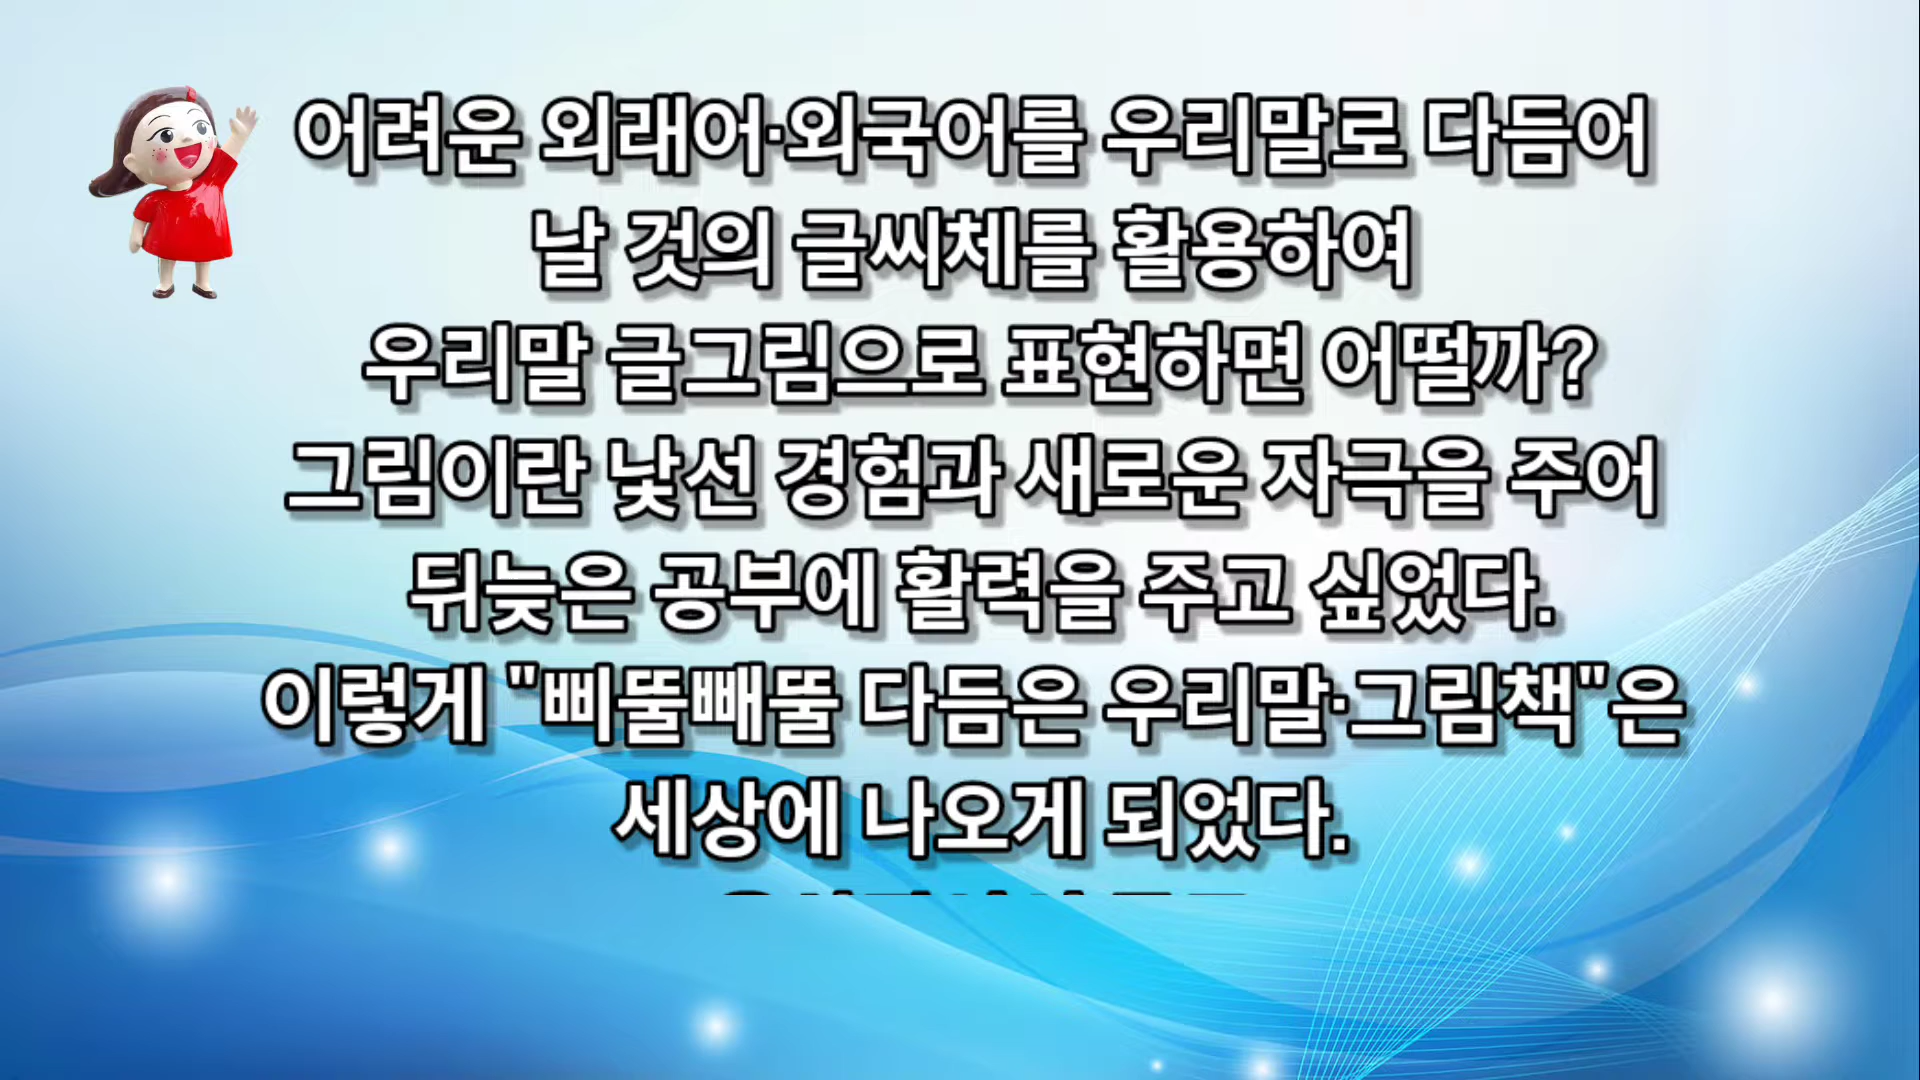 어려운 외래어·외국어를 우리말로 다듬어
날 것의 글씨체를 활용하여
우리말 글그림으로 표현하면 어떨까?
그림이란 낯선 경험과 새로운 자극을 주어
뒤늦은 공부에 활력을 주고 싶었다.
이렇게 "삐뚤빼뚤 다듬은 우리말·그림책"은
세상에 나오게 되었다.